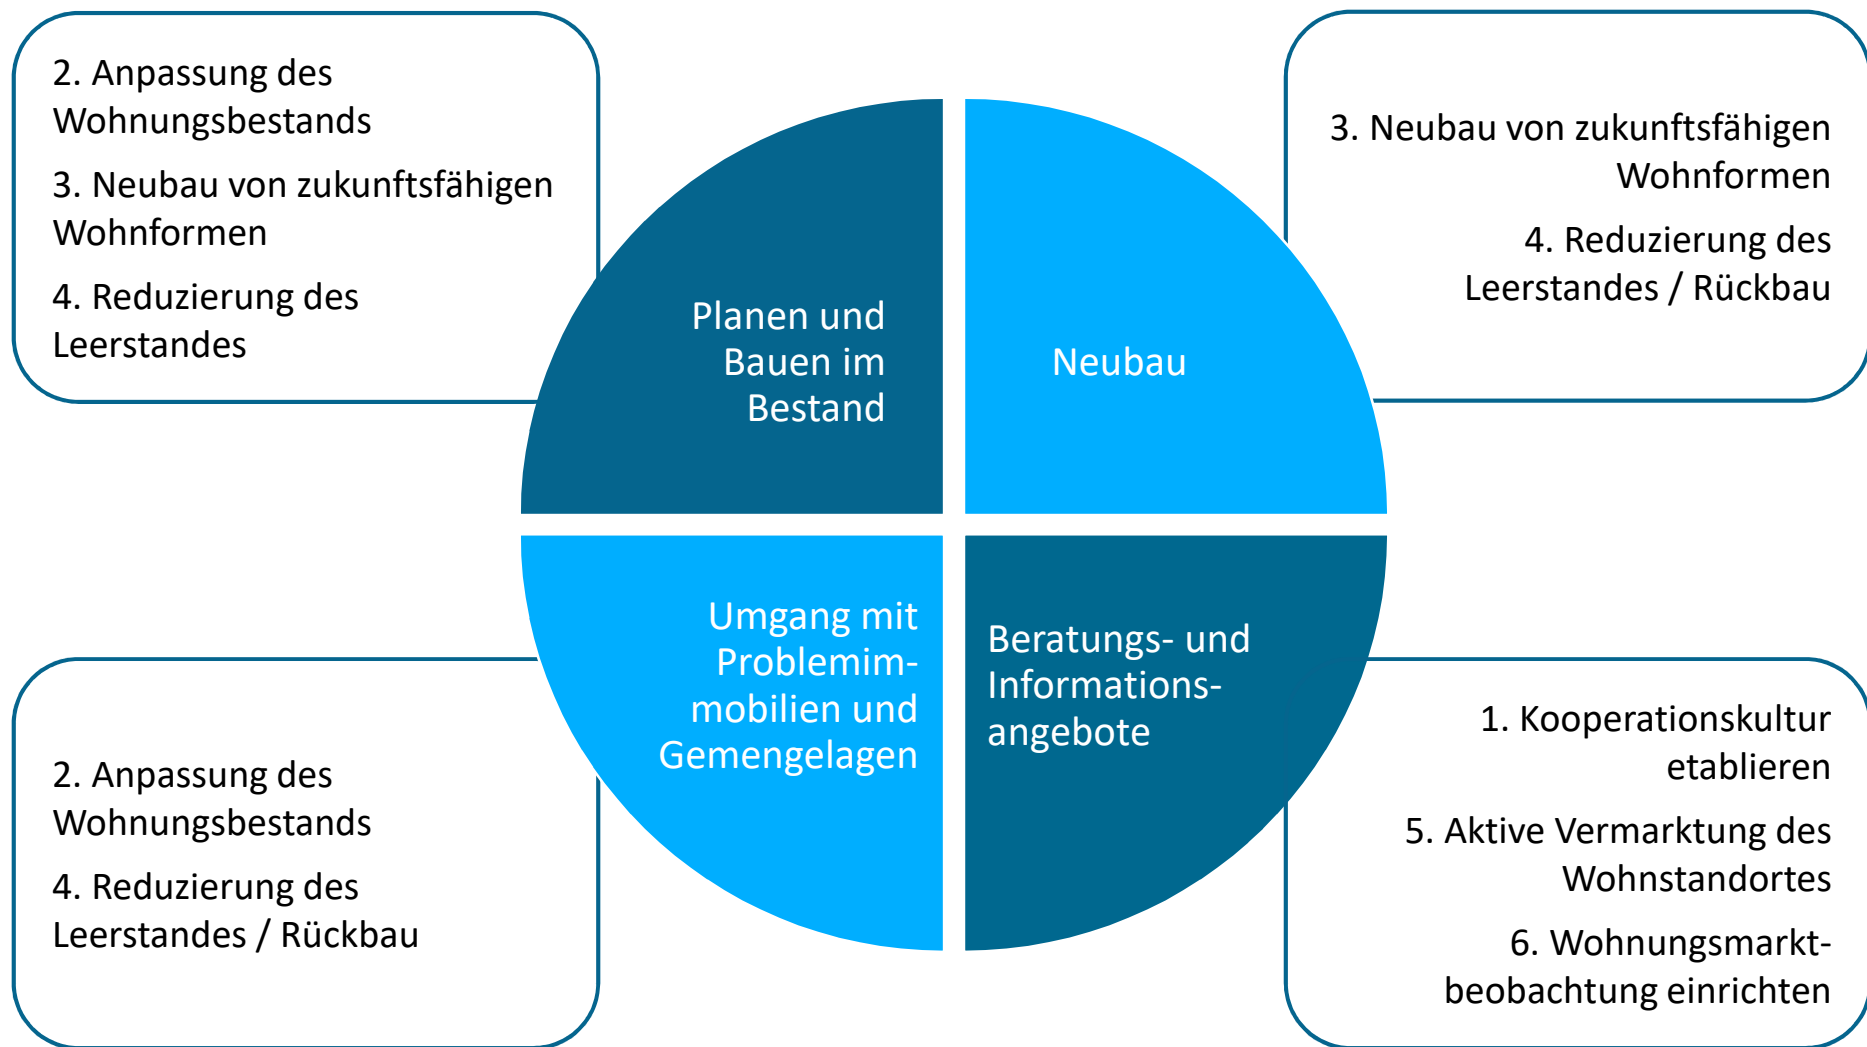 2. Anpassung des
Wohnungsbestands
3. Neubau von zukunftsfähigen
Wohnformen
4. Reduzierung des
Leerstandes
3. Neubau von zukunftsfähigen
Wohnformen
4. Reduzierung des
Leerstandes / Rückbau
Planen und
Bauen im
Bestand
Neubau
Umgang mit
Problemim-
mobilien und
Gemengelagen
Beratungs- und
Informations-
angebote
2. Anpassung des
Wohnungsbestands
4. Reduzierung des
Leerstandes / Rückbau
1. Kooperationskultur
etablieren
5. Aktive Vermarktung des
Wohnstandortes
6. Wohnungsmarkt-
beobachtung einrichten